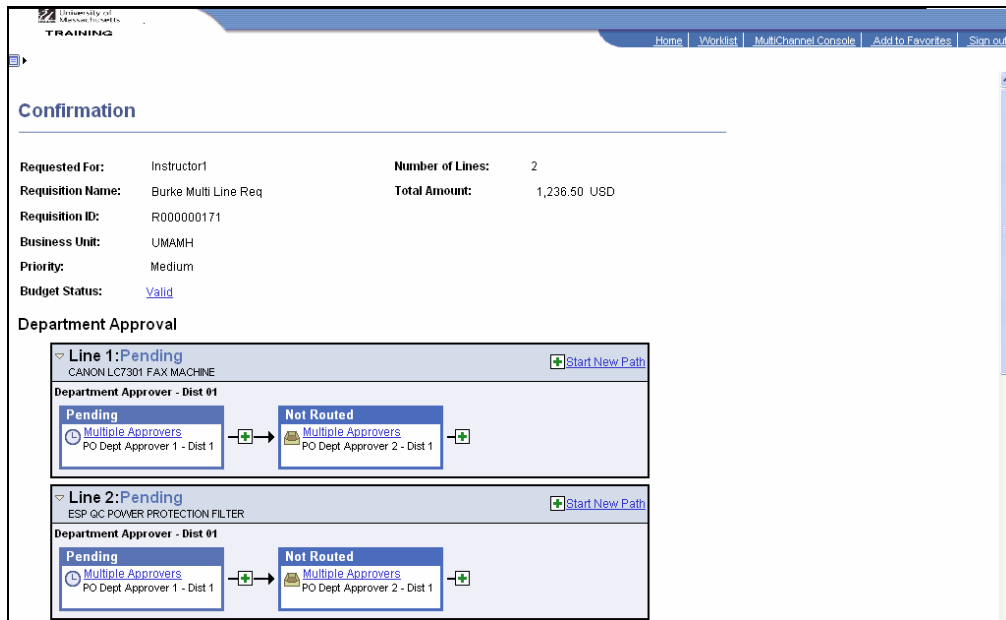 University of
Massachusetts
TRAINING
Home Worklist MultiChannel Console Add to Favorites Sign out
Confirmation
Requested For: Instructor1 Number of Lines: 2
Requisition Name: Burke Multi Line Req Total Amount: 1,236.50 USD
Requisition ID: R000000171
Business Unit: UMAMH
Priority: Medium
Budget Status: Valid
Department Approval
Line 1:Pending Start New Path
CANON LC7301 FAX MACHINE
Department Approver - Dist 01
Pending Not Routed
Multiple Approvers Multiple Approvers
PO Dept Approver 1 - Dist 1 PO Dept Approver 2 - Dist 1
Line 2:Pending Start New Path
ESP QC POWER PROTECTION FILTER
Department Approver - Dist 01
Pending Not Routed
Multiple Approvers Multiple Approvers
PO Dept Approver 1 - Dist 1 PO Dept Approver 2 - Dist 1